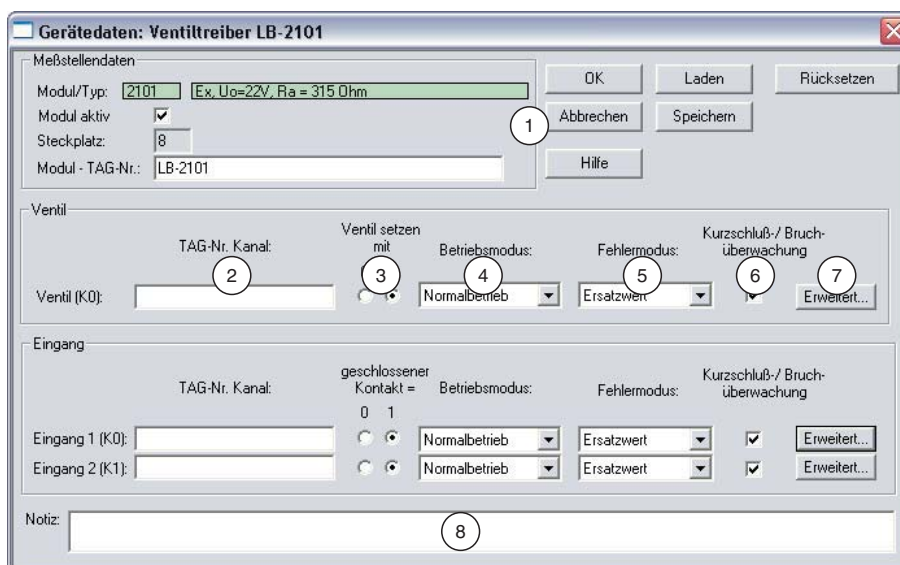 Gerätedaten: Ventiltreiber LB-2101
Meßstellendaten
Modul/Typ: 2101 Ex, Uo=22V, Ra = 315 Ohm
Modul aktiv
Steckplatz: 8
Modul - TAG-Nr.: LB-2101
OK Laden Rücksetzen
1 Abbrechen Speichern
Hilfe
Ventil
TAG-Nr. Kanal: Ventil setzen mit Betriebsmodus: Fehlermodus: Kurzschluß-/ Bruch-
überwachung
2 3 4 5 6 7
Ventil (K0): Normalbetrieb Ersatzwert Erweitert...
Eingang
TAG-Nr. Kanal: geschlossener Kontakt = Betriebsmodus: Fehlermodus: Kurzschluß-/ Bruch-
überwachung
0 1
Eingang 1 (K0): Normalbetrieb Ersatzwert Erweitert...
Eingang 2 (K1): Normalbetrieb Ersatzwert Erweitert...
Notiz:
8